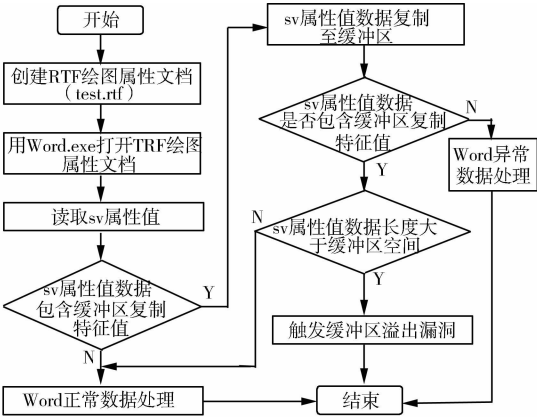 开始
创建RTF绘图属性文档
（test.rtf）
用Word.exe打开TRF绘图
属性文档
读取sv属性值
sv属性值数据
包含缓冲区复制
特征值
Y
N
Word正常数据处理
sv属性值数据复制
至缓冲区
sv属性值数据
是否包含缓冲区复制
特征值
N
Y
Word异常
数据处理
sv属性值数据长度大
于缓冲区空间
N
Y
触发缓冲区溢出漏洞
结束